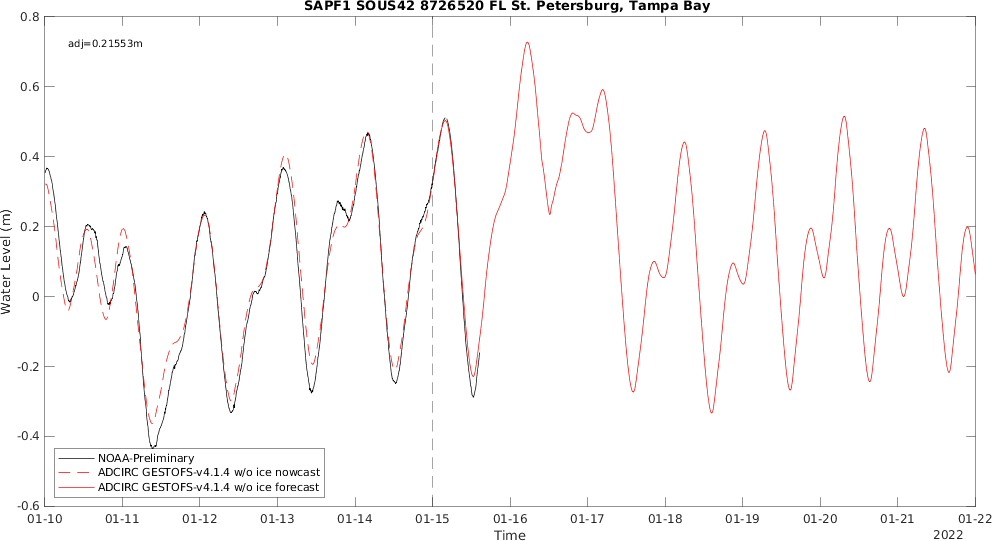 SAPF1 SOUS42 8726520 FL St. Petersburg, Tampa Bay
adj=0.21553m
0.8
0.6
0.4
0.2
0
-0.2
-0.4
-0.6
Water Level (m)
NOAA-Preliminary
ADCIRC GESTOFS-v4.1.4 w/o ice nowcast
ADCIRC GESTOFS-v4.1.4 w/o ice forecast
01-10 01-11 01-12 01-13 01-14 01-15 01-16 01-17 01-18 01-19 01-20 01-21 01-22
Time
2022